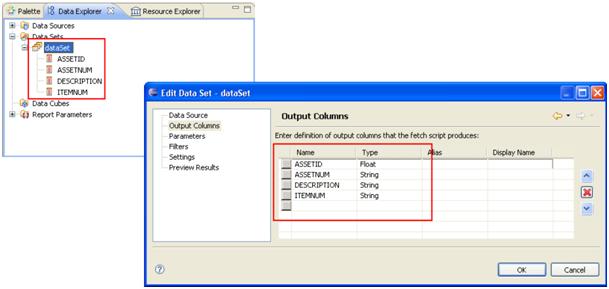 Palette Data Explorer Resource Explorer
Data Sources
Data Sets
dataSet
ASSETID
ASSETNUM
DESCRIPTION
ITEMNUM
Data Cubes
Report Parameters
Edit Data Set - dataSet
Data Source
Output Columns
Parameters
Filters
Settings
Preview Results
Output Columns
Enter definition of output columns that the fetch script produces:
Name Type Alias Display Name
ASSETID Float
ASSETNUM String
DESCRIPTION String
ITEMNUM String
OK Cancel